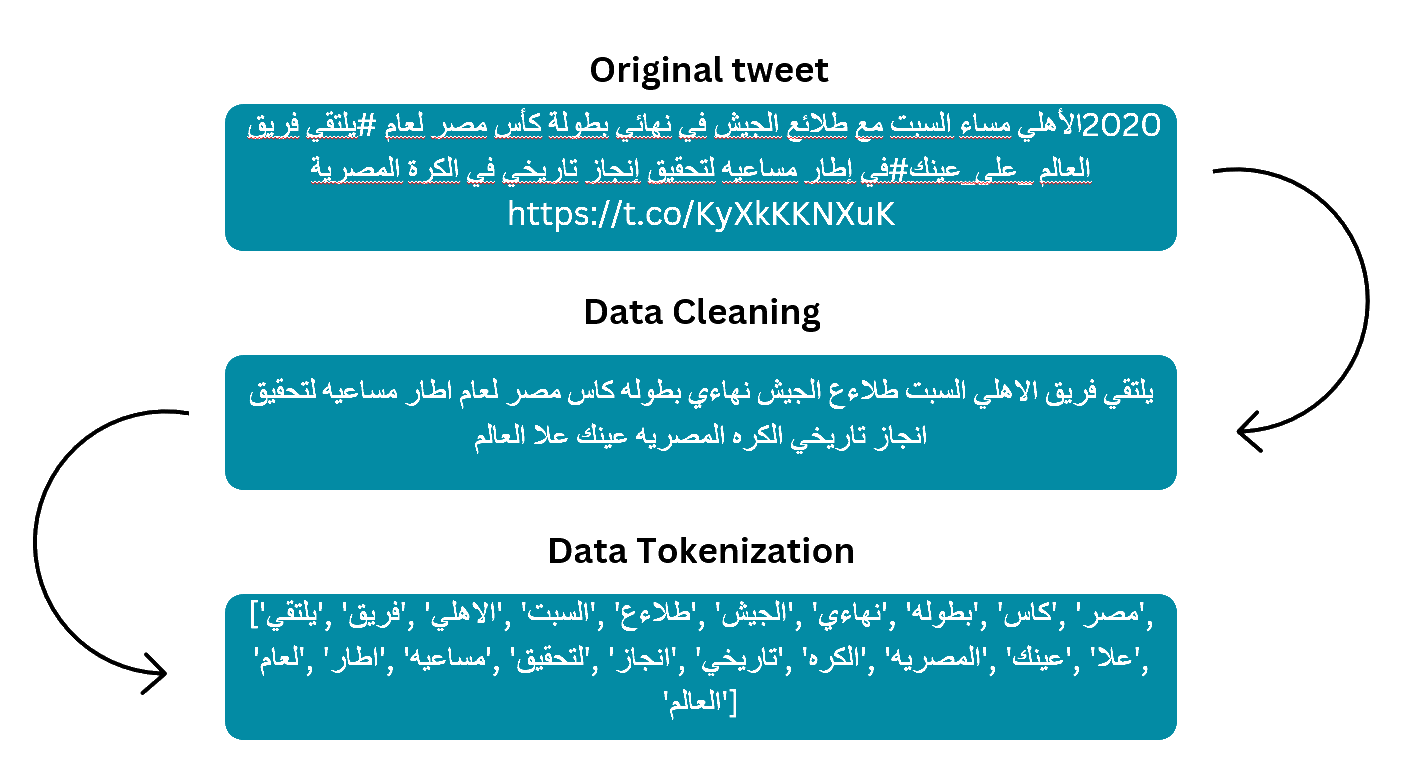 Original tweet
2020الأهلي مساء السبت مع طلائع الجيش في نهائي بطولة كأس مصر لعام #يلتقي فريق
العالم _على_عينك#في إطار مساعيه لتحقيق إنجاز تاريخي في الكرة المصرية
https://t.co/KyXkKKNXuK
Data Cleaning
يلتقي فريق الاهلي السبت طلاءع الجيش نهاءي بطوله كاس مصر لعام اطار مساعيه لتحقيق
انجاز تاريخي الكره المصريه عينك علا العالم
Data Tokenization
['يلتقي', 'فريق', 'الاهلي', 'السبت', 'طلاءع', 'الجيش', 'نهاءي', 'بطوله', 'كاس', 'مصر',
'لعام', 'اطار', 'مساعيه', 'لتحقيق', 'انجاز', 'تاريخي', 'الكره', 'المصريه', 'عينك', 'علا',
'العالم']